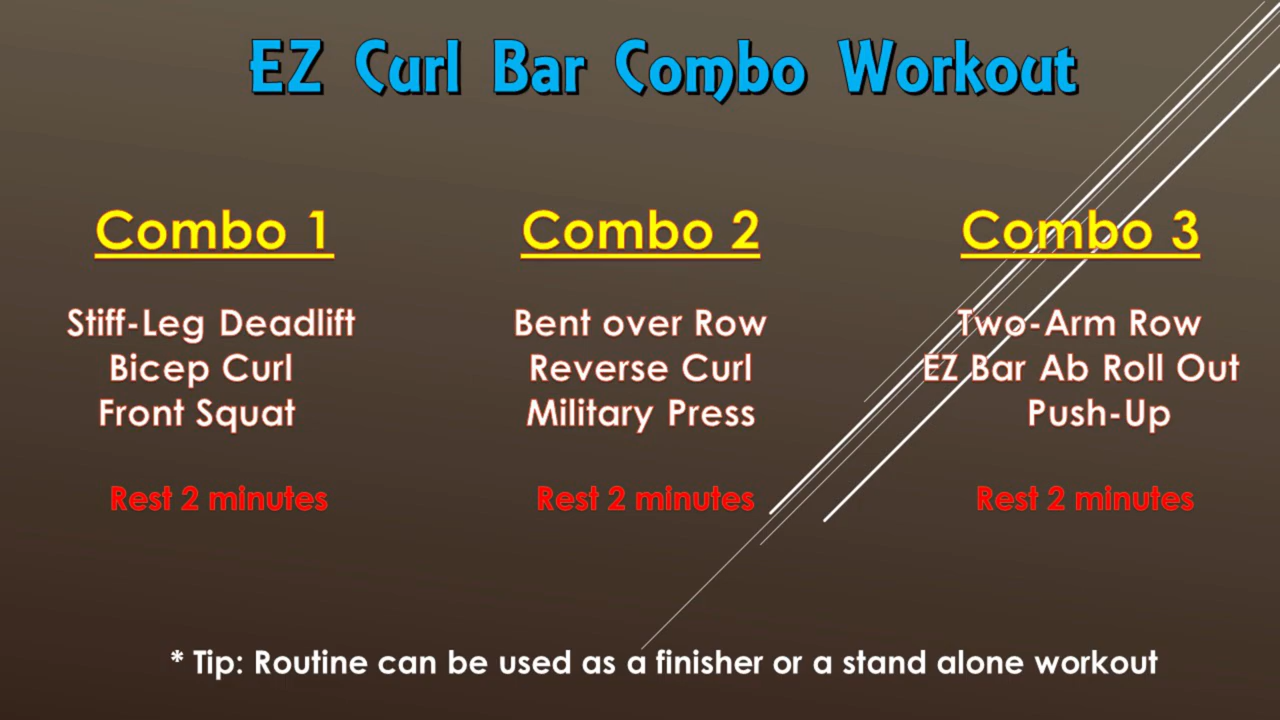 EZ Curl Bar Combo Workout
Combo 1
Stiff-Leg Deadlift
Bicep Curl
Front Squat
Rest 2 minutes
Combo 2
Bent over Row
Reverse Curl
Military Press
Rest 2 minutes
Combo 3
Two-Arm Row
EZ Bar Ab Roll Out
Push-Up
Rest 2 minutes
* Tip: Routine can be used as a finisher or a stand alone workout